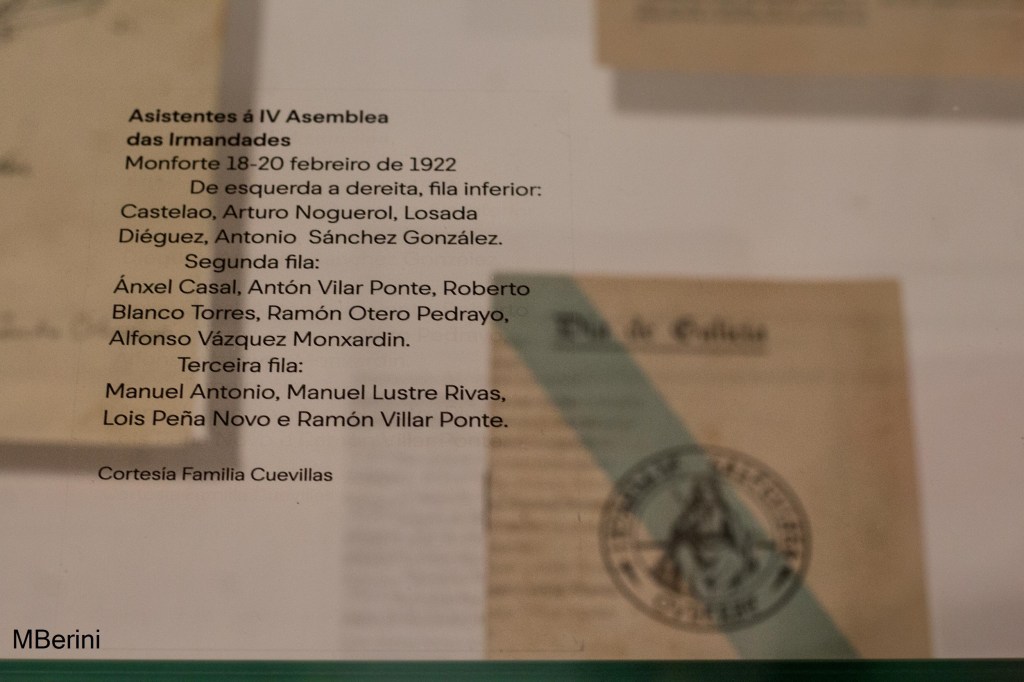 Asistentes á IV Asemblea
das Irmandades
Monforte 18-20 febreiro de 1922
De esquerda a dereita, fila inferior:
Castelao, Arturo Noguerol, Losada
Diéguez, Antonio Sánchez González.
Segunda fila:
Ánxel Casal, Antón Vilar Ponte, Roberto
Blanco Torres, Ramón Otero Pedrayo,
Alfonso Vázquez Monxardin.
Terceira fila:
Manuel Antonio, Manuel Lustre Rivas,
Lois Peña Novo e Ramón Villar Ponte.
Cortesía Familia Cuevillas
Día de Galicia
MBerini